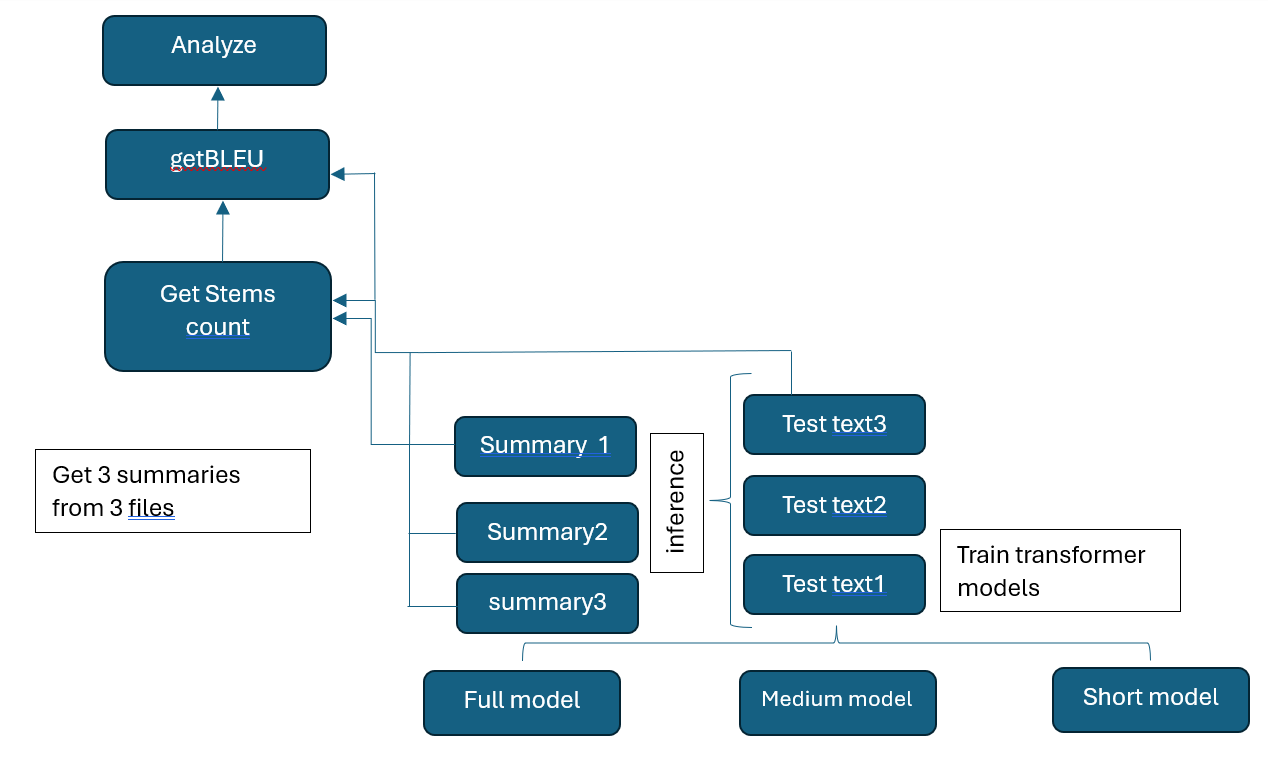 Analyze
getBLEU
Get Stems
count
Get 3 summaries
from 3 files
Summary_1
Summary2
summary3
inference
Test text3
Test text2
Test text1
Train transformer
models
Full model
Medium model
Short model